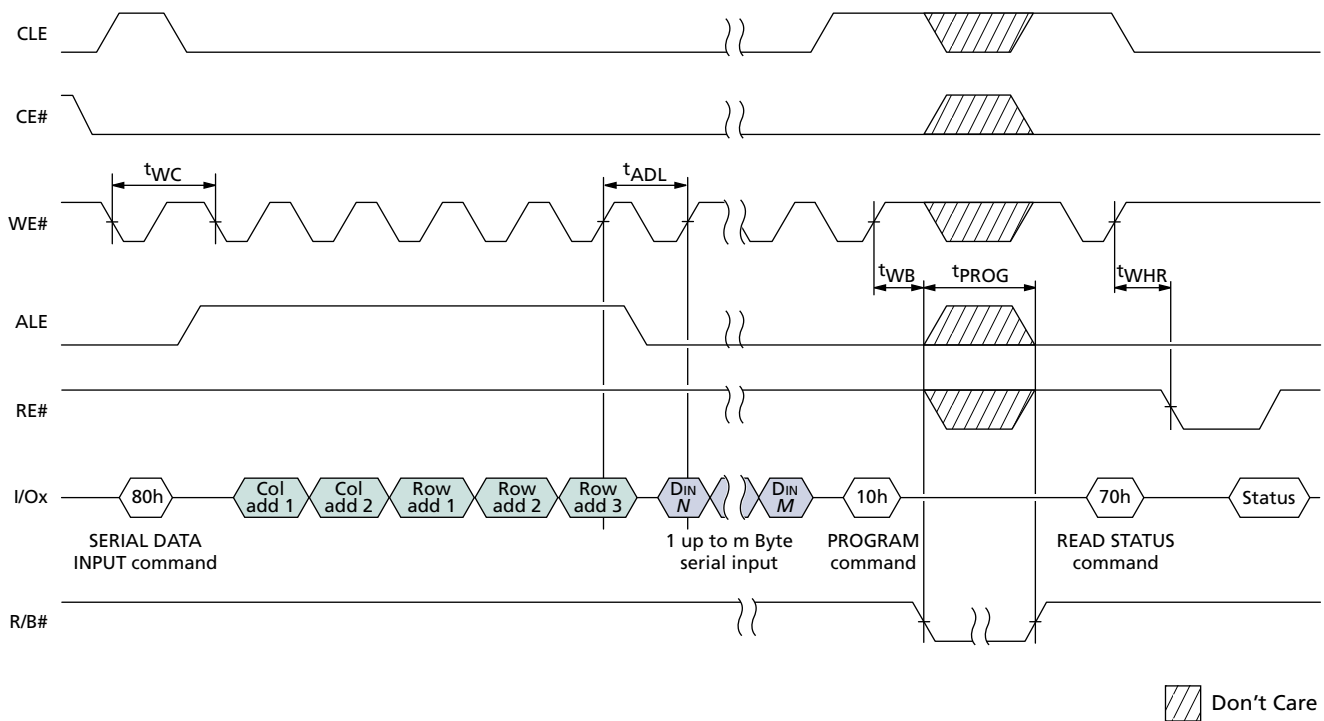 CLE
CE#
tWC
tADL
WE#
tWB
tPROG
tWHR
ALE
RE#
I/Ox
80h
Col add 1
Col add 2
Row add 1
Row add 2
Row add 3
DIN N
DIN M
10h
70h
Status
SERIAL DATA
INPUT command
1 up to m Byte
serial input
PROGRAM
command
READ STATUS
command
R/B#
Don't Care